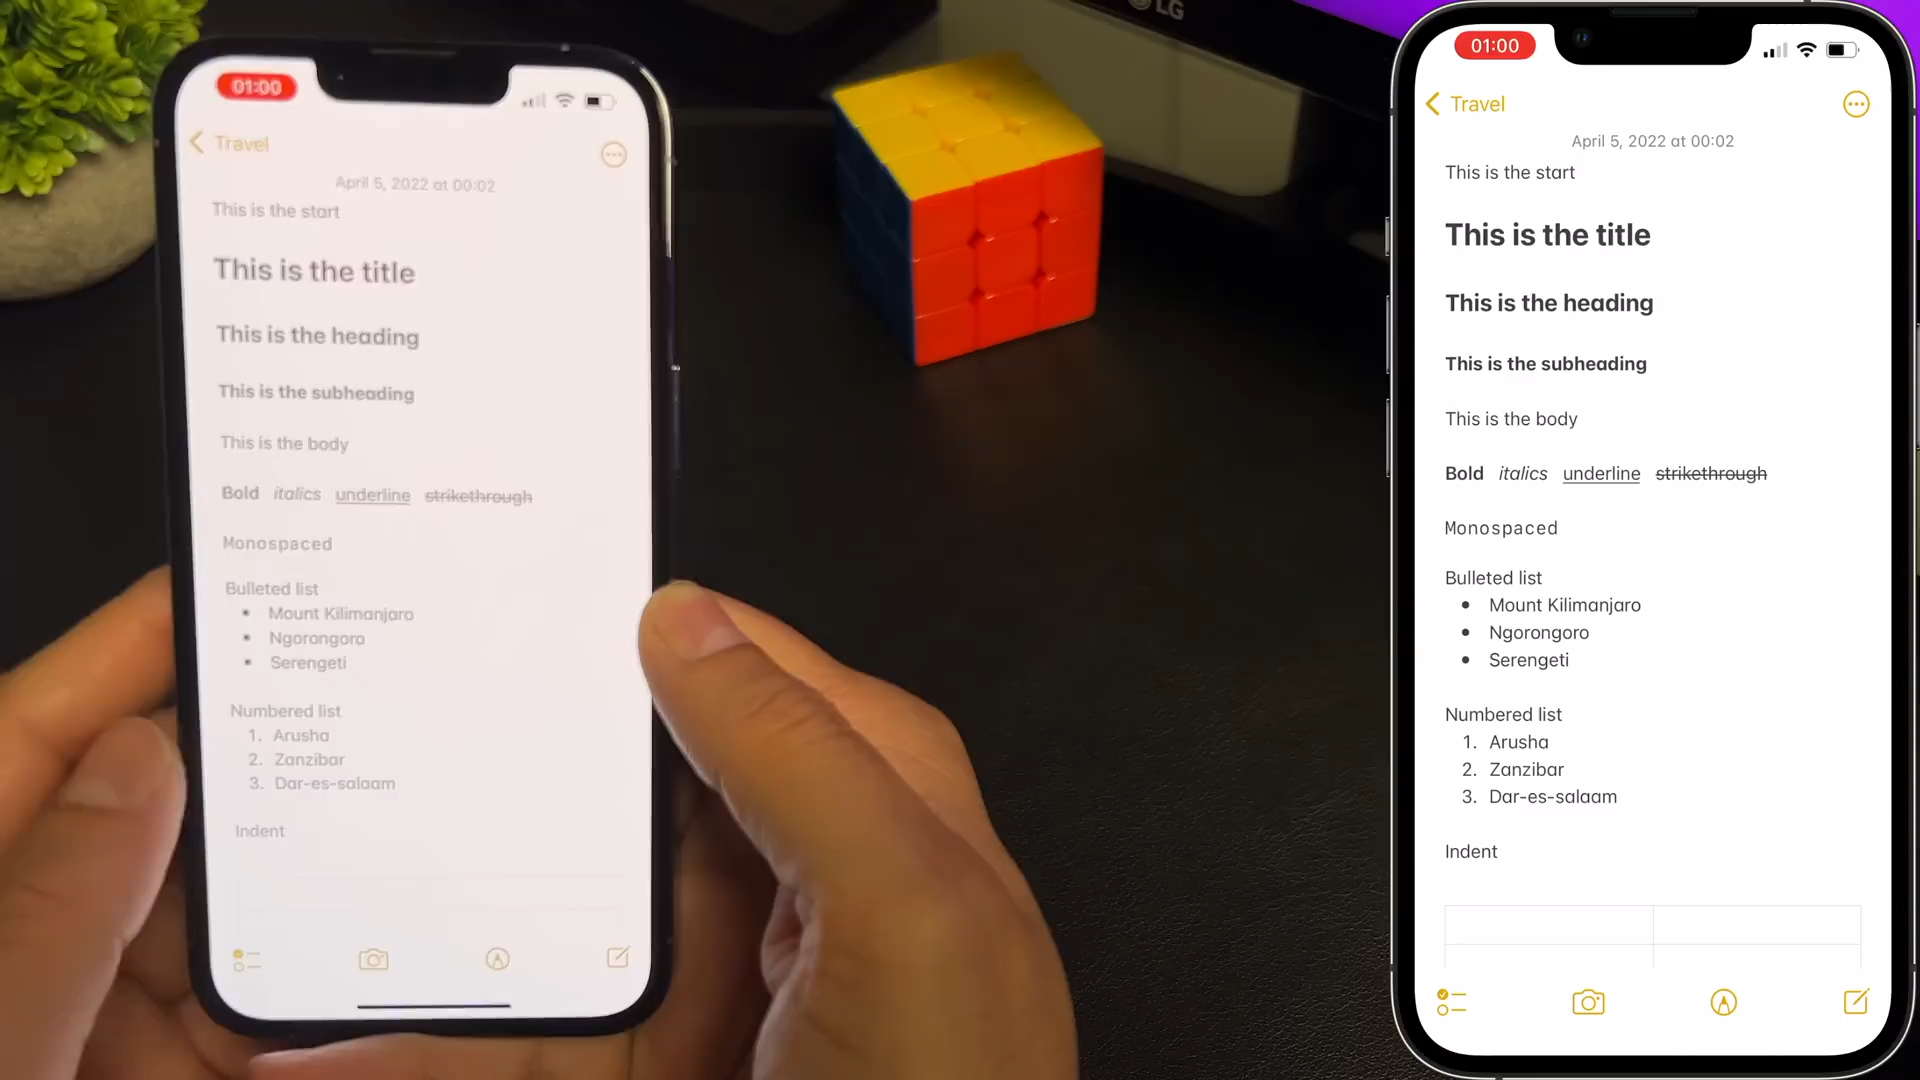 LG
01:00
Travel
April 5, 2022 at 00:02
This is the start
This is the title
This is the heading
This is the subheading
This is the body
Bold italics underline strikethrough
Monospaced
Bulleted list
• Mount Kilimanjaro
• Ngorongoro
• Serengeti
Numbered list
1. Arusha
2. Zanzibar
3. Dar-es-salaam
Indent
01:00
Travel
April 5, 2022 at 00:02
This is the start
This is the title
This is the heading
This is the subheading
This is the body
Bold italics underline strikethrough
Monospaced
Bulleted list
• Mount Kilimanjaro
• Ngorongoro
• Serengeti
Numbered list
1. Arusha
2. Zanzibar
3. Dar-es-salaam
Indent